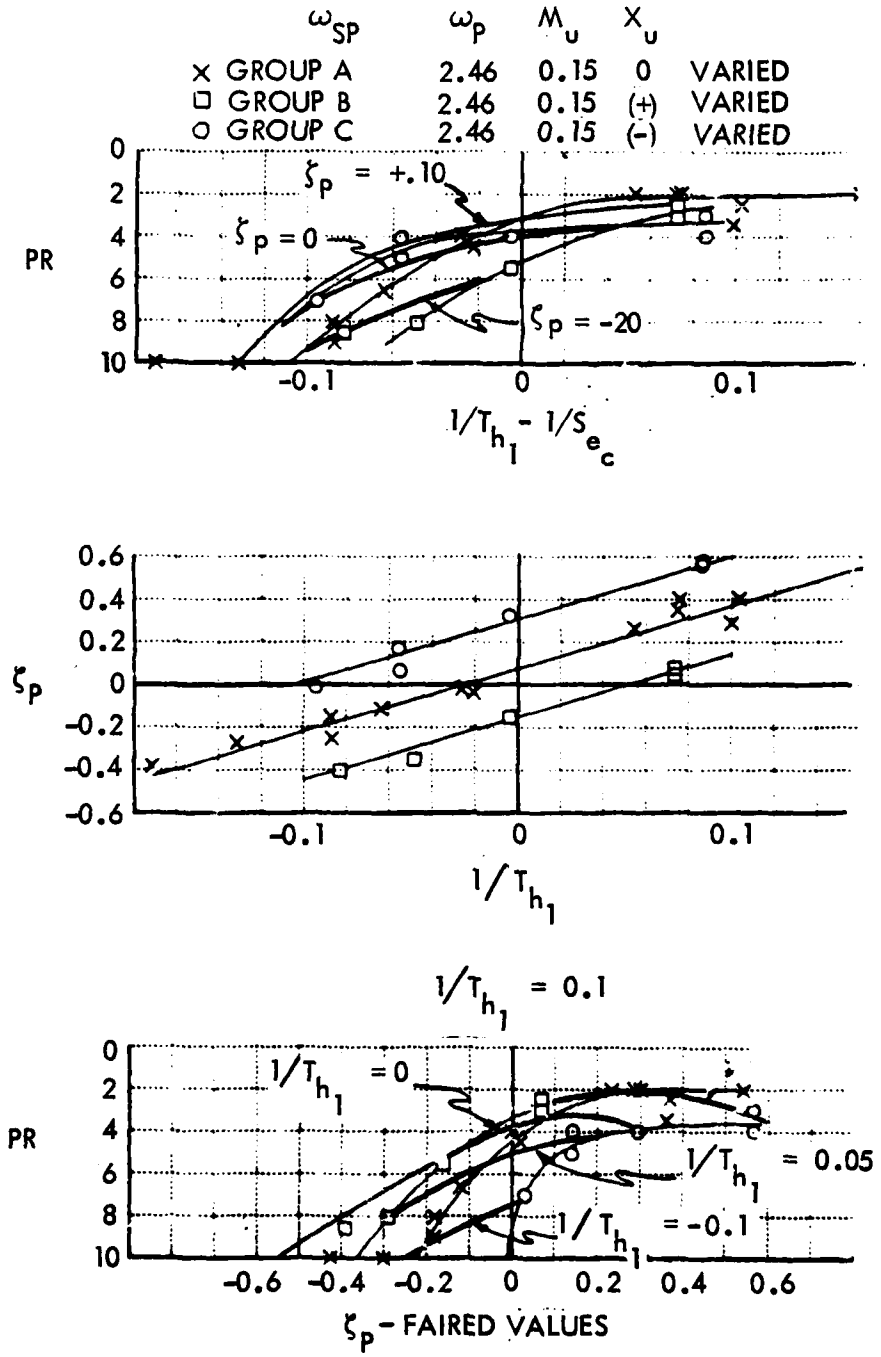 ω_SP ω_P M_u X_u
× GROUP A 2.46 0.15 0 VARIED
□ GROUP B 2.46 0.15 (+) VARIED
○ GROUP C 2.46 0.15 (-) VARIED
0
2
4
6
8
10
PR
ζ_p = +.10
ζ_p = 0
ζ_p = -20
-0.1 0 0.1
1/T_h1 - 1/S_e_c
0.6
0.4
0.2
0
-0.2
-0.4
-0.6
ζ_P
-0.1 0 0.1
1/T_h1
1/T_h1 = 0.1
0
2
4
6
8
10
PR
1/T_h1 = 0
1/T_h1 = 0.05
1/T_h1 = -0.1
-0.6 -0.4 -0.2 0 0.2 0.4 0.6
ζ_p - FAIRED VALUES